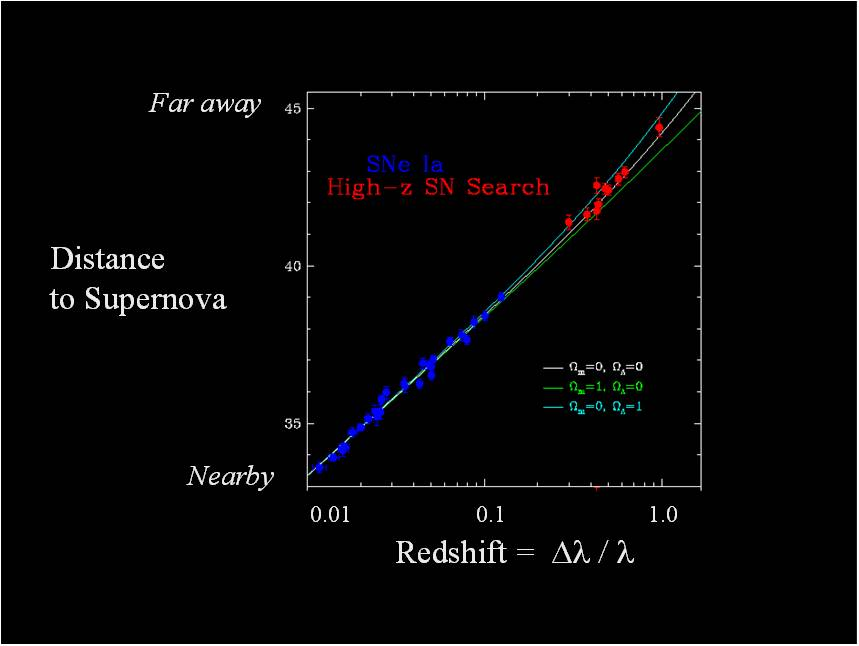 Far away
45
SNe Ia
High-z SN Search
Distance
to Supernova
40
Ωm=0, ΩΛ=0
Ωm=1, ΩΛ=0
Ωm=0, ΩΛ=1
35
Nearby
0.01 0.1 1.0
Redshift = Δλ / λ